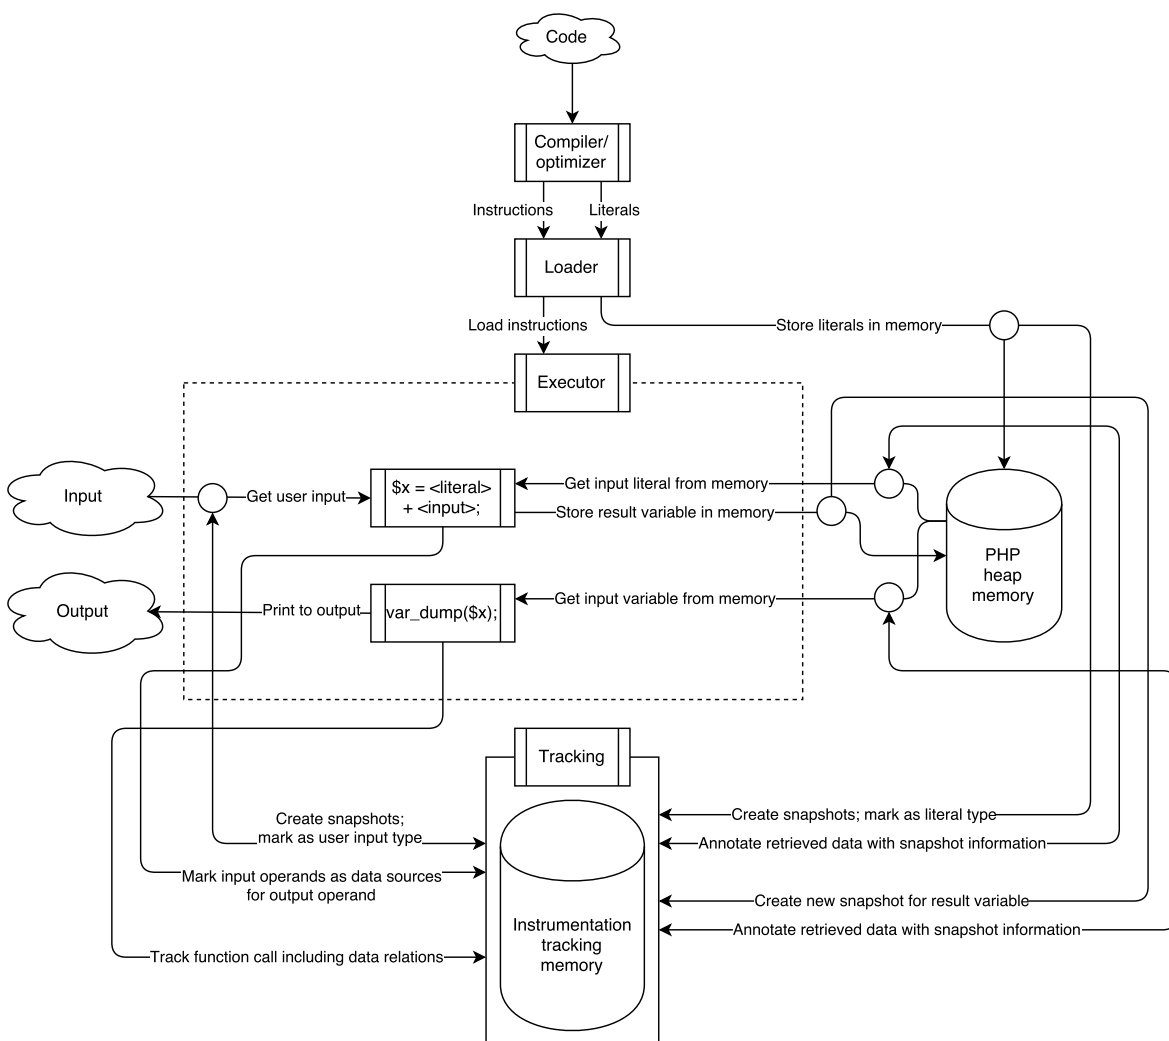 Code
Compiler/
optimizer
Instructions
Literals
Loader
Load instructions
Store literals in memory
Executor
Input
Get user input
$x = <literal>
+ <input>;
Get input literal from memory
Store result variable in memory
PHP
heap
memory
Output
Print to output
var_dump($x);
Get input variable from memory
Tracking
Create snapshots;
mark as user input type
Create snapshots; mark as literal type
Annotate retrieved data with snapshot information
Mark input operands as data sources
for output operand
Create new snapshot for result variable
Annotate retrieved data with snapshot information
Instrumentation
tracking
memory
Track function call including data relations